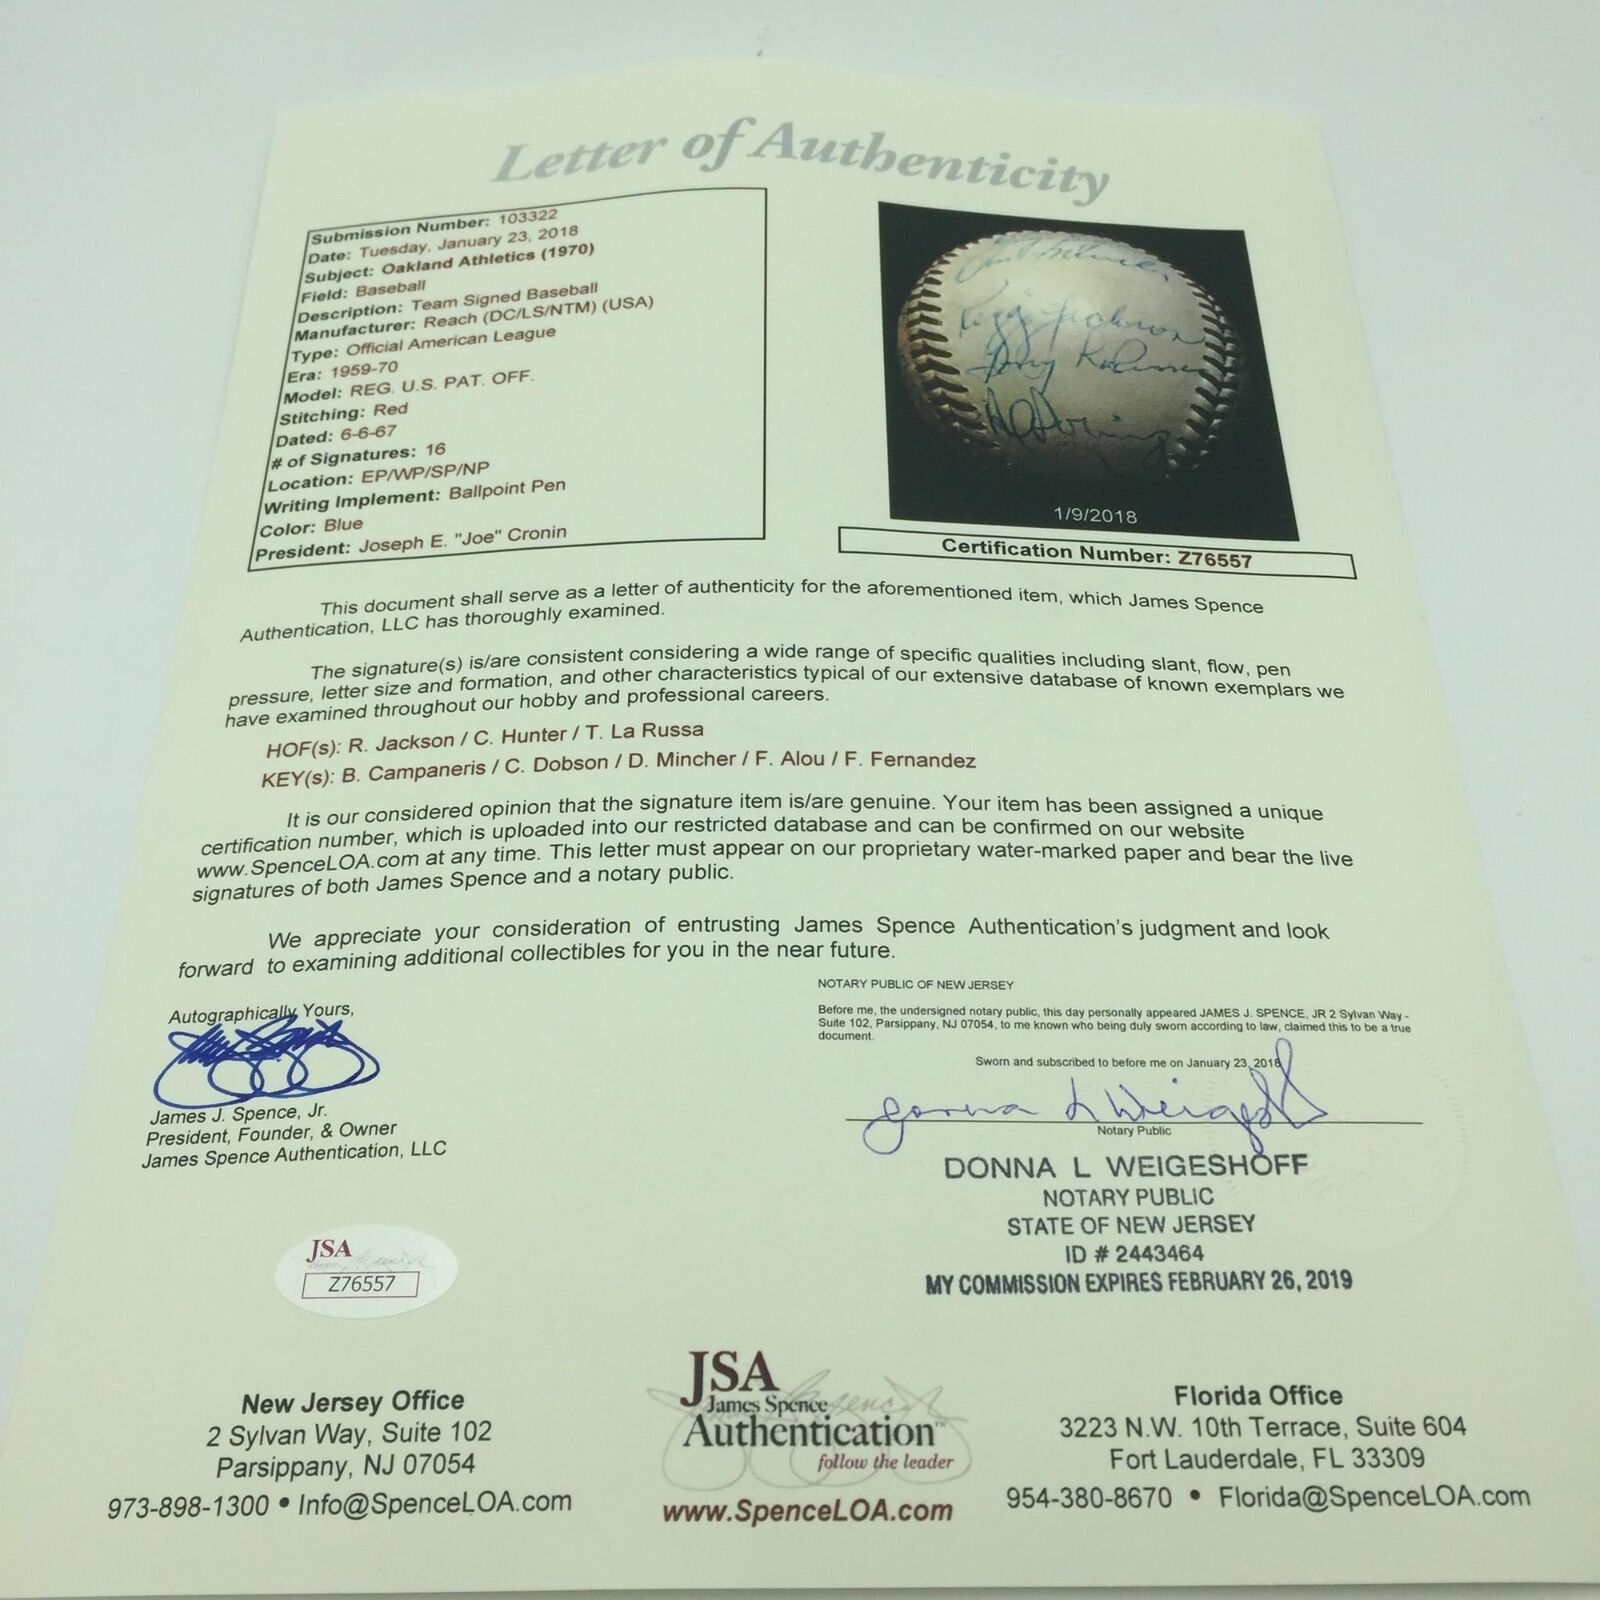 Letter of Authenticity
Submission Number: 103322
Date: Tuesday, January 23, 2018
Subject: Oakland Athletics (1970)
Field: Baseball
Description: Team Signed Baseball
Manufacturer: Reach (DC/LS/NTM) (USA)
Type: Official American League
Era: 1959-70
Model: REG. U.S. PAT. OFF.
Stitching: Red
Dated: 6-6-67
# of Signatures: 16
Location: EP/WP/SP/NP
Writing Implement: Ballpoint Pen
Color: Blue
President: Joseph E. "Joe" Cronin
Reggie Jackson
Tony
1/9/2018
Certification Number: Z76557
This document shall serve as a letter of authenticity for the aforementioned item, which James Spence
Authentication, LLC has thoroughly examined.
The signature(s) is/are consistent considering a wide range of specific qualities including slant, flow, pen
pressure, letter size and formation, and other characteristics typical of our extensive database of known exemplars we
have examined throughout our hobby and professional careers.
HOF(s): R. Jackson / C. Hunter / T. La Russa
KEY(s): B. Campaneris / C. Dobson / D. Mincher / F. Alou / F. Fernandez
It is our considered opinion that the signature item is/are genuine. Your item has been assigned a unique
certification number, which is uploaded into our restricted database and can be confirmed on our website
www.SpenceLOA.com at any time. This letter must appear on our proprietary water-marked paper and bear the live
signatures of both James Spence and a notary public.
We appreciate your consideration of entrusting James Spence Authentication's judgment and look
forward to examining additional collectibles for you in the near future.
Autographically Yours,
James J. Spence, Jr.
President, Founder, & Owner
James Spence Authentication, LLC
NOTARY PUBLIC OF NEW JERSEY
Before me, the undersigned notary public, this day personally appeared JAMES J. SPENCE, JR 2 Sylvan Way -
Suite 102, Parsippany, NJ 07054, to me known who being duly sworn according to law, claimed this to be a true
document.
Sworn and subscribed to before me on January 23, 2018
Donna L Weigeshoff
Notary Public
DONNA L WEIGESHOFF
NOTARY PUBLIC
STATE OF NEW JERSEY
ID # 2443464
MY COMMISSION EXPIRES FEBRUARY 26, 2019
JSA
Z76557
New Jersey Office
2 Sylvan Way, Suite 102
Parsippany, NJ 07054
973-898-1300 • Info@SpenceLOA.com
JSA
James Spence
Authentication™
follow the leader
www.SpenceLOA.com
Florida Office
3223 N.W. 10th Terrace, Suite 604
Fort Lauderdale, FL 33309
954-380-8670 • Florida@SpenceLOA.com